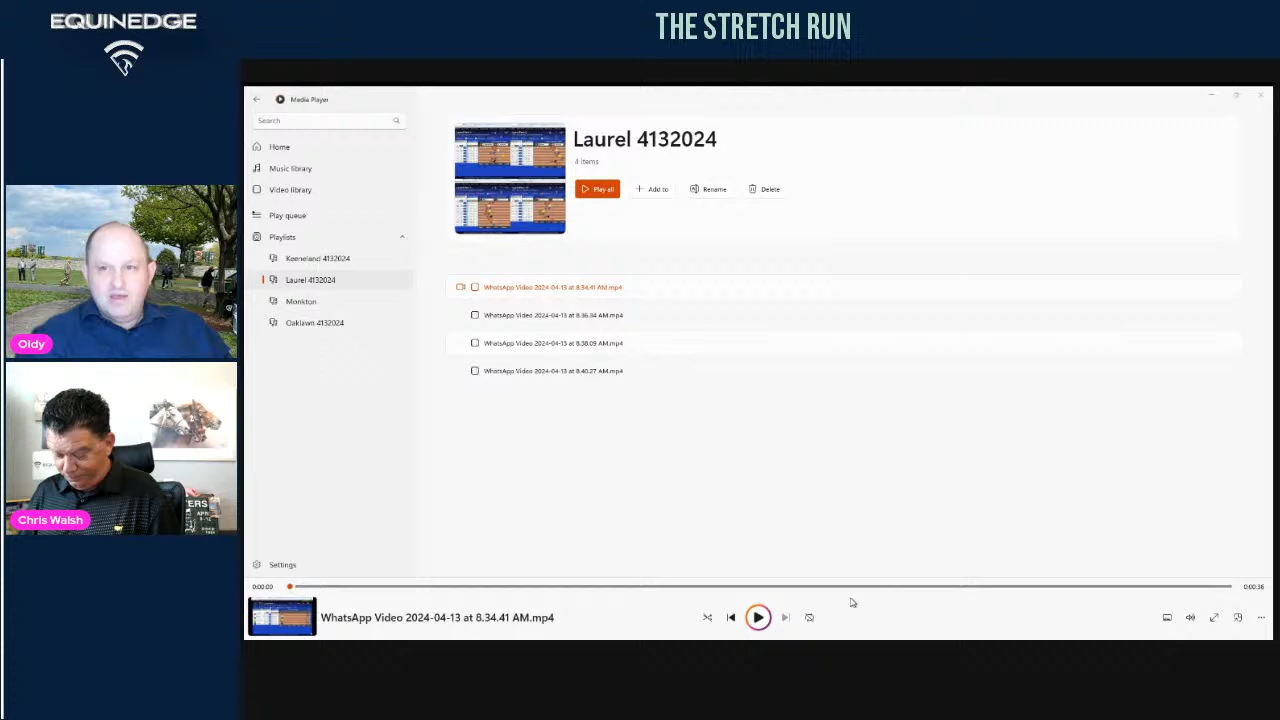 EQUINEDGE
THE STRETCH RUN
Media Player
Search
Home
Music library
Video library
Play queue
Playlists
Keeneland 4132024
Laurel 4132024
Monkton
Oaklawn 4132024
Settings
Laurel 4132024
4 items
Play all
Add to
Rename
Delete
WhatsApp Video 2024-04-13 at 8.34.41 AM.mp4
WhatsApp Video 2024-04-13 at 8.36.34 AM.mp4
WhatsApp Video 2024-04-13 at 8.38.09 AM.mp4
WhatsApp Video 2024-04-13 at 8.40.27 AM.mp4
Oldy
Chris Walsh
0:00:00
0:00:36
WhatsApp Video 2024-04-13 at 8.34.41 AM.mp4